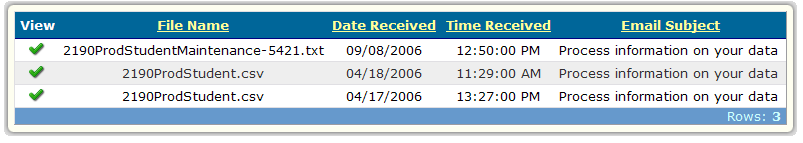 View File Name Date Received Time Received Email Subject
2190ProdStudentMaintenance-5421.txt 09/08/2006 12:50:00 PM Process information on your data
2190ProdStudent.csv 04/18/2006 11:29:00 AM Process information on your data
2190ProdStudent.csv 04/17/2006 13:27:00 PM Process information on your data
Rows: 3